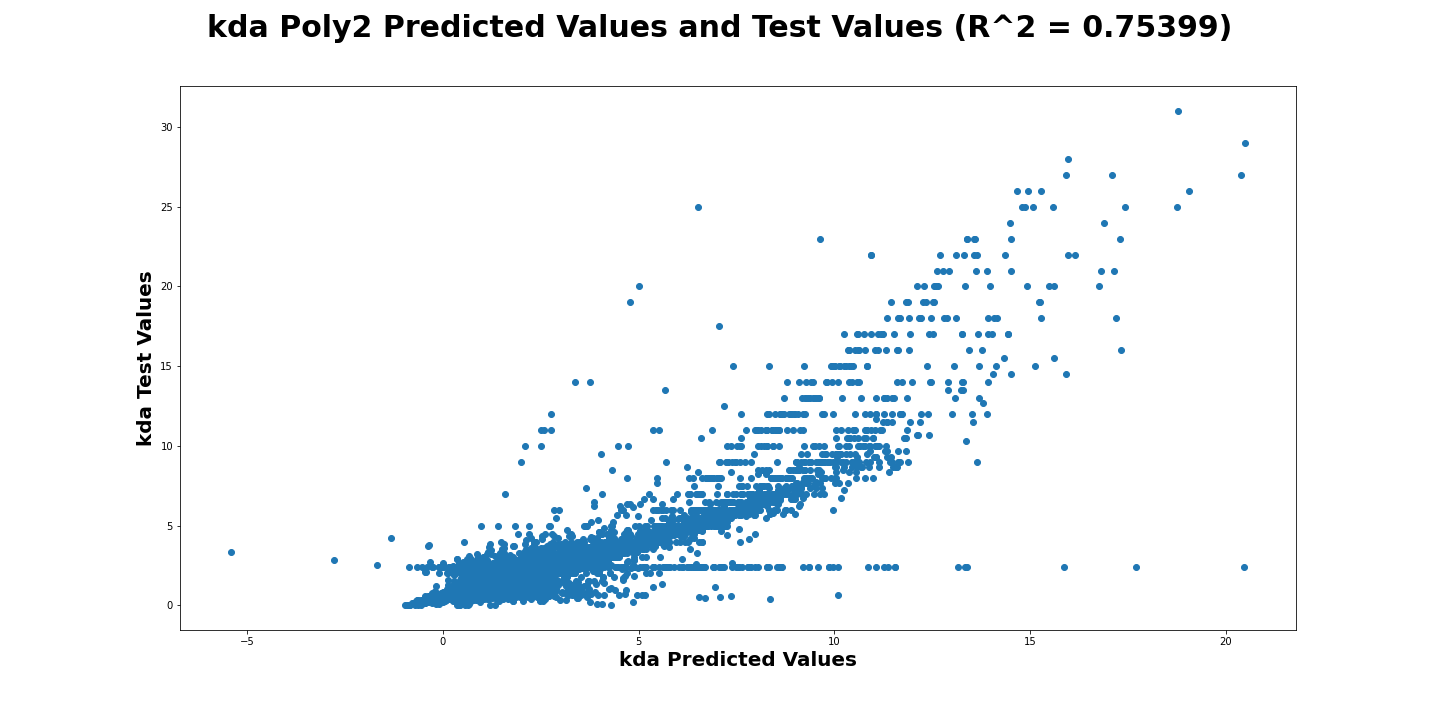 kda Poly2 Predicted Values and Test Values (R^2 = 0.75399)
kda Test Values
30
25
20
15
10
5
0
−5 0 5 10 15 20
kda Predicted Values